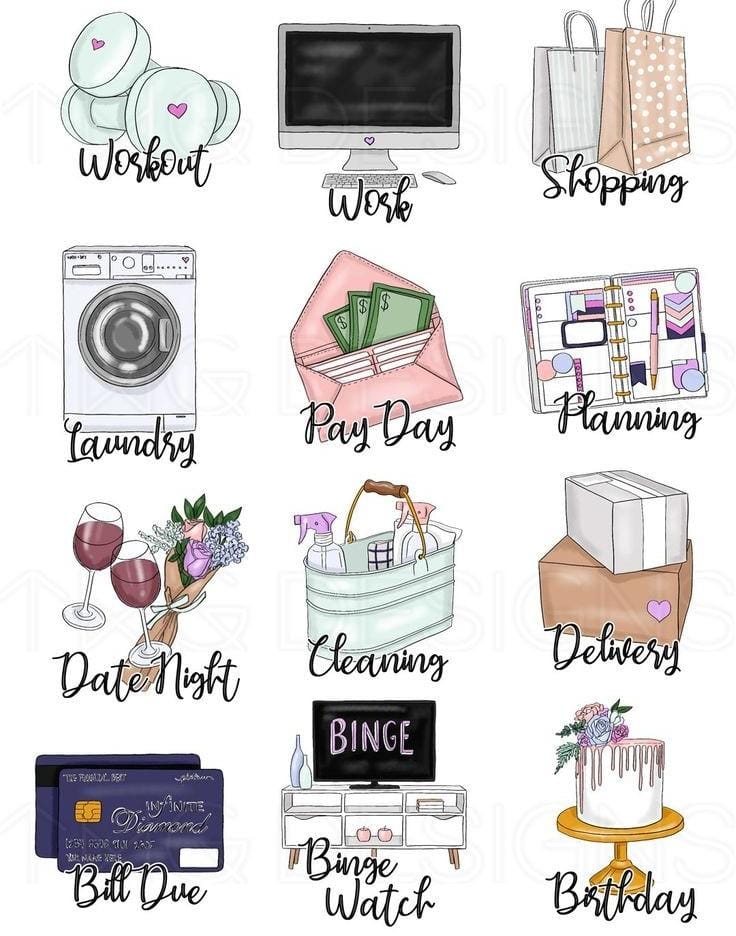 Workout
Work
Shopping
Laundry
Pay Day
Planning
Date Night
Cleaning
Delivery
INFINITE
Diamond
Bill Due
BINGE
Binge
Watch
Birthday